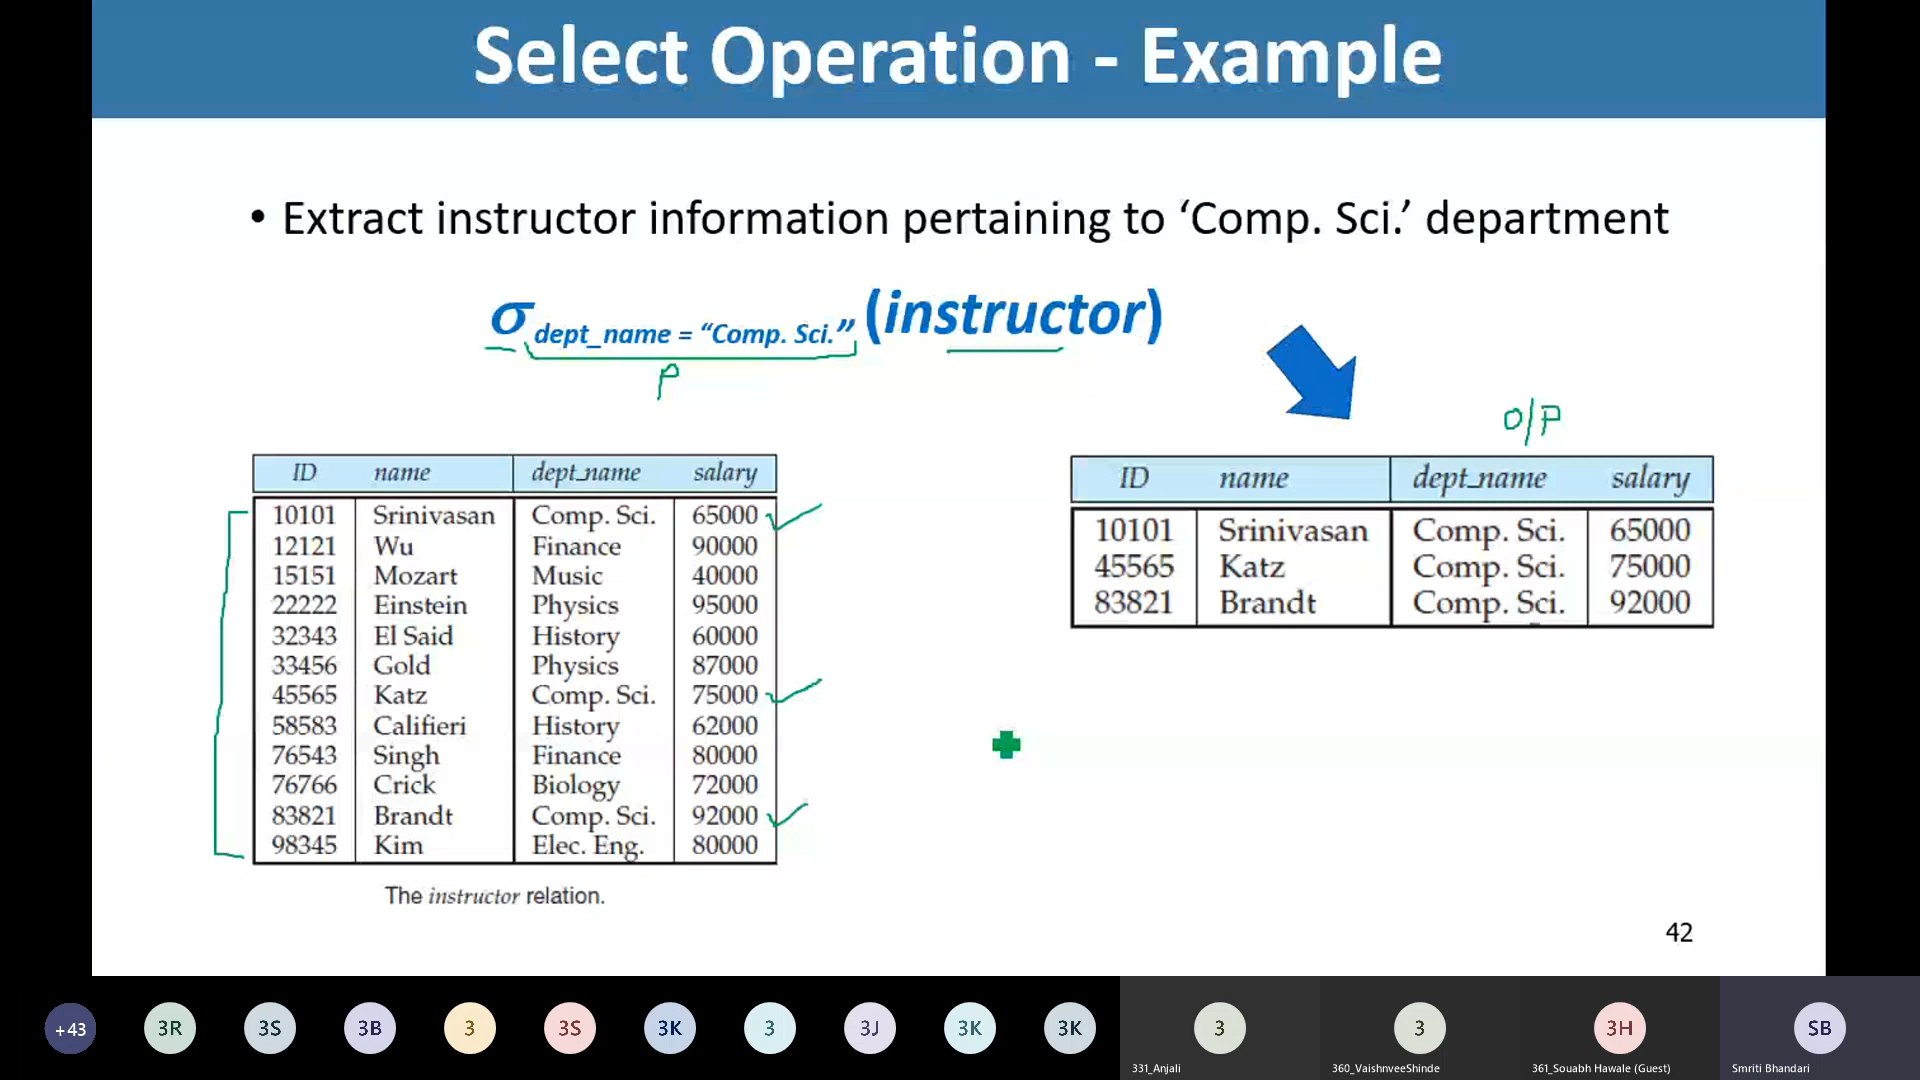 Select Operation - Example
• Extract instructor information pertaining to ‘Comp. Sci.’ department
σ dept_name = “Comp. Sci.” (instructor)
P
O/P
ID name dept_name salary
10101 Srinivasan Comp. Sci. 65000
12121 Wu Finance 90000
15151 Mozart Music 40000
22222 Einstein Physics 95000
32343 El Said History 60000
33456 Gold Physics 87000
45565 Katz Comp. Sci. 75000
58583 Califieri History 62000
76543 Singh Finance 80000
76766 Crick Biology 72000
83821 Brandt Comp. Sci. 92000
98345 Kim Elec. Eng. 80000
The instructor relation.
ID name dept_name salary
10101 Srinivasan Comp. Sci. 65000
45565 Katz Comp. Sci. 75000
83821 Brandt Comp. Sci. 92000
42
+43 3R 3S 3B 3 3S 3K 3 3J 3K 3K 3 3 3H SB
331_Anjali 360_VaishnveeShinde 361_Souabh Hawale (Guest) Smriti Bhandari